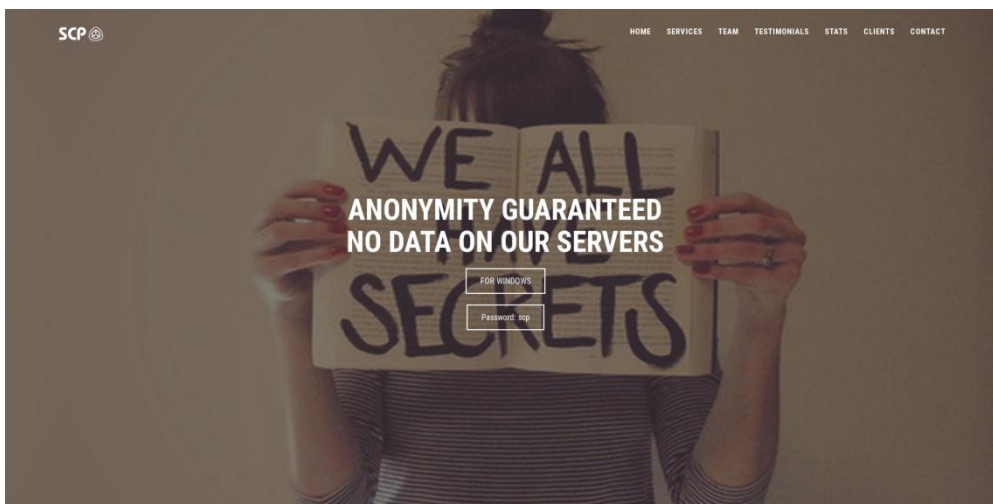 SCP
HOME SERVICES TEAM TESTIMONIALS STATS CLIENTS CONTACT
WE ALL
ANONYMITY GUARANTEED
HAVE
NO DATA ON OUR SERVERS
FOR WINDOWS
SECRETS
Password: scp